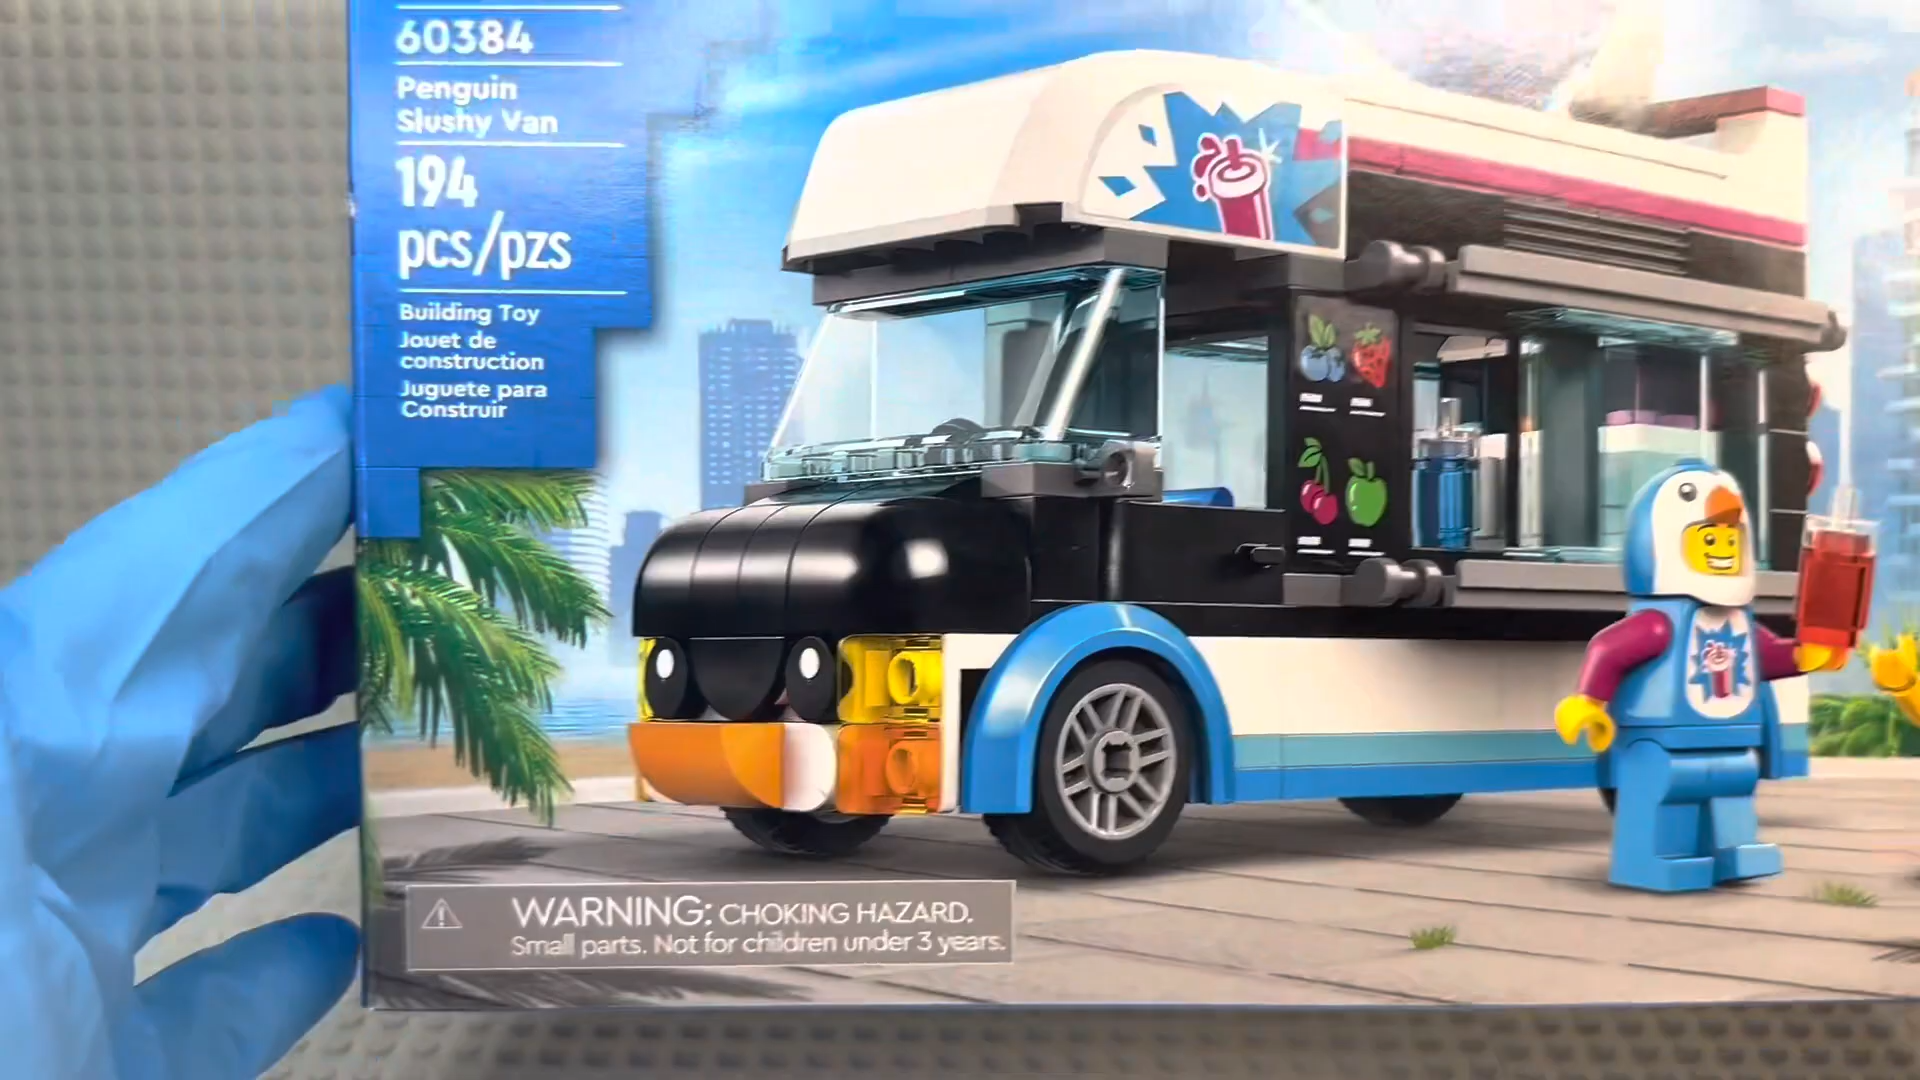 60384
Penguin
Slushy Van
194
pcs/pzs
Building Toy
Jouet de
construction
Juguete para
Construir
WARNING: CHOKING HAZARD.
Small parts. Not for children under 3 years.